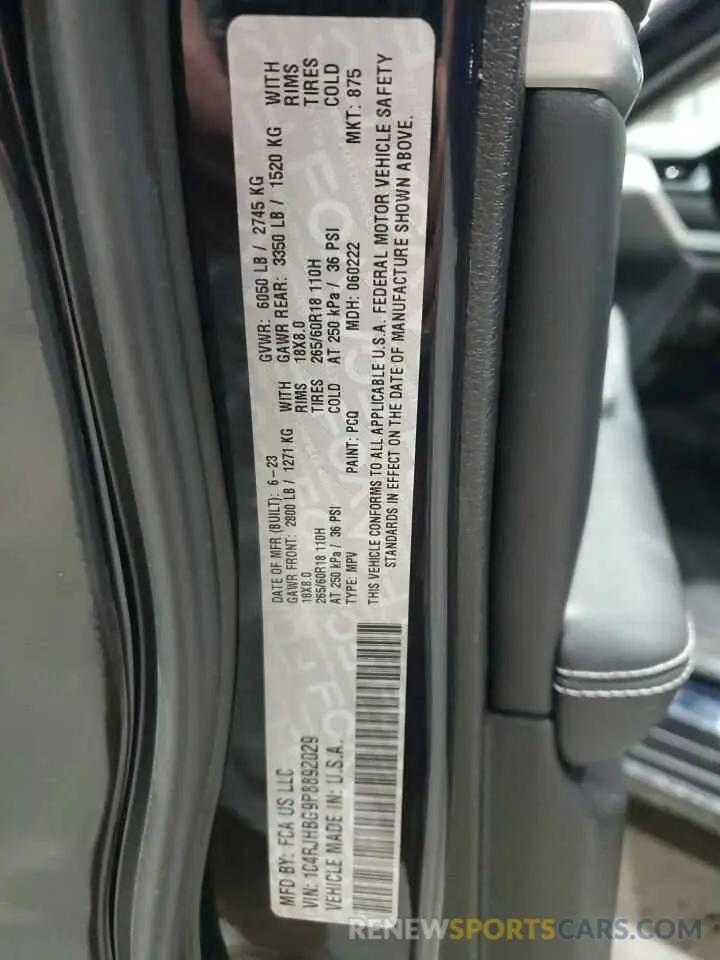 MFD BY: FCA US LLC
DATE OF MFR (BUILT): 6-23
GVWR: 6050 LB / 2745 KG
VIN: 1C4RJHBG9P8892029
GAWR FRONT: 2800 LB / 1271 KG WITH
GAWR REAR: 3350 LB / 1520 KG WITH
18X8.0 RIMS
18X8.0 RIMS
265/60R18 110H TIRES
265/60R18 110H TIRES
VEHICLE MADE IN: U.S.A.
AT 250 kPa / 36 PSI COLD
AT 250 kPa / 36 PSI COLD
TYPE: MPV
PAINT: PCQ
MDH: 060222
MKT: 875
THIS VEHICLE CONFORMS TO ALL APPLICABLE U.S.A. FEDERAL MOTOR VEHICLE SAFETY
STANDARDS IN EFFECT ON THE DATE OF MANUFACTURE SHOWN ABOVE.
RENEWSPORTSCARS.COM